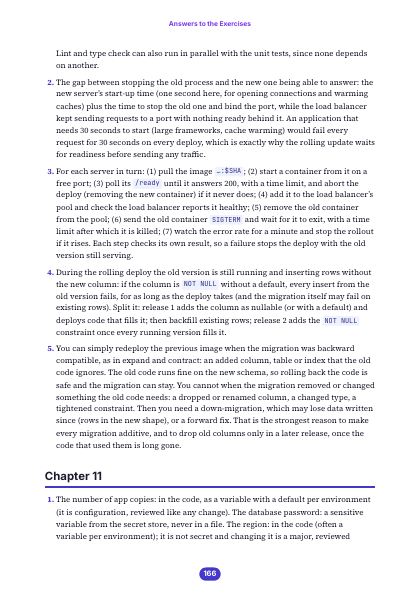 Answers to the Exercises
Lint and type check can also run in parallel with the unit tests, since none depends
on another.
2. The gap between stopping the old process and the new one being able to answer: the
new server's start-up time (one second here, for opening connections and warming
caches) plus the time to stop the old one and bind the port, while the load balancer
kept sending requests to a port with nothing ready behind it. An application that
needs 30 seconds to start (large frameworks, cache warming) would fail every
request for 30 seconds on every deploy, which is exactly why the rolling update waits
for readiness before sending any traffic.
3. For each server in turn: (1) pull the image …:$SHA ; (2) start a container from it on a
free port; (3) poll its /ready until it answers 200, with a time limit, and abort the
deploy (removing the new container) if it never does; (4) add it to the load balancer's
pool and check the load balancer reports it healthy; (5) remove the old container
from the pool; (6) send the old container SIGTERM and wait for it to exit, with a time
limit after which it is killed; (7) watch the error rate for a minute and stop the rollout
if it rises. Each step checks its own result, so a failure stops the deploy with the old
version still serving.
4. During the rolling deploy the old version is still running and inserting rows without
the new column: if the column is NOT NULL without a default, every insert from the
old version fails, for as long as the deploy takes (and the migration itself may fail on
existing rows). Split it: release 1 adds the column as nullable (or with a default) and
deploys code that fills it; then backfill existing rows; release 2 adds the NOT NULL
constraint once every running version fills it.
5. You can simply redeploy the previous image when the migration was backward
compatible, as in expand and contract: an added column, table or index that the old
code ignores. The old code runs fine on the new schema, so rolling back the code is
safe and the migration can stay. You cannot when the migration removed or changed
something the old code needs: a dropped or renamed column, a changed type, a
tightened constraint. Then you need a down-migration, which may lose data written
since (rows in the new shape), or a forward fix. That is the strongest reason to make
every migration additive, and to drop old columns only in a later release, once the
code that used them is long gone.
Chapter 11
1. The number of app copies: in the code, as a variable with a default per environment
(it is configuration, reviewed like any change). The database password: a sensitive
variable from the secret store, never in a file. The region: in the code (often a
variable per environment); it is not secret and changing it is a major, reviewed
166